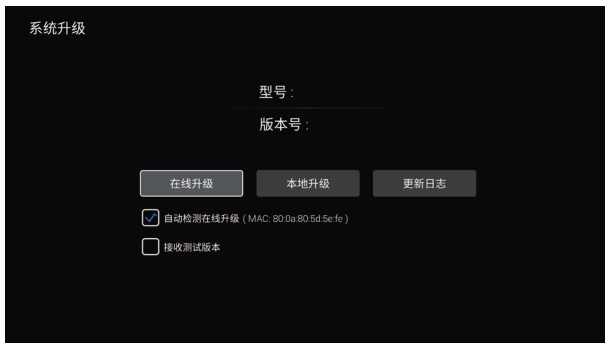 系统升级
型号 :
版本号 :
在线升级 本地升级 更新日志
自动检测在线升级 ( MAC: 80:0a:80:5d:5e:fe )
接收测试版本